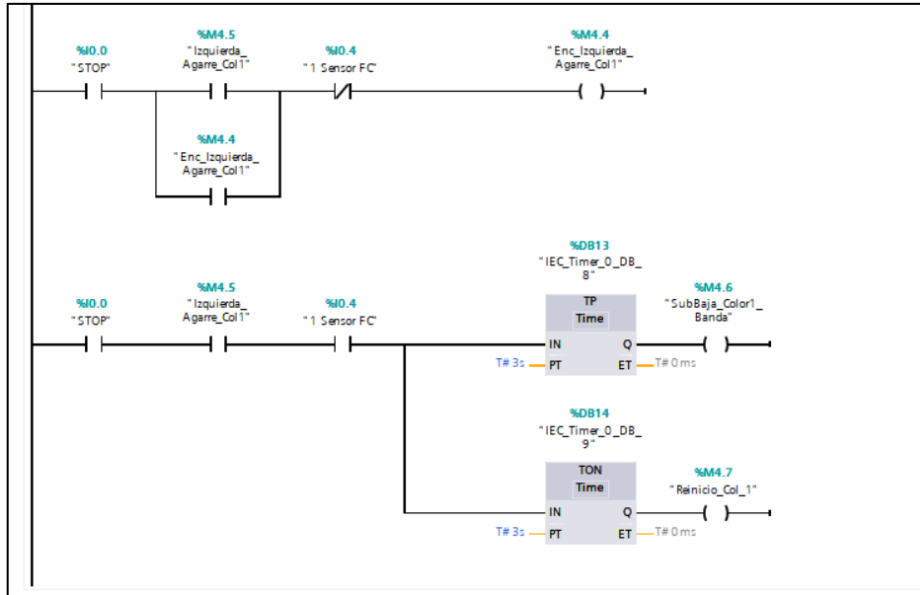 %M4.5
%M4.4
%I0.0
"Izquierda_
%I0.4
"Enc_Izquierda_
"STOP"
Agarre_Col1"
"1 Sensor FC"
Agarre_Col1"
%M4.4
"Enc_Izquierda_
Agarre_Col1"
%DB13
"IEC_Timer_0_DB_
8"
%M4.5
%M4.6
%I0.0
"Izquierda_
%I0.4
TP
"SubBaja_Color1_
"STOP"
Agarre_Col1"
"1 Sensor FC"
Time
Banda"
IN
Q
T# 3s
PT
ET
T# 0ms
%DB14
"IEC_Timer_0_DB_
9"
TON
%M4.7
Time
"Reinicio_Col_1"
IN
Q
T# 3s
PT
ET
T# 0ms